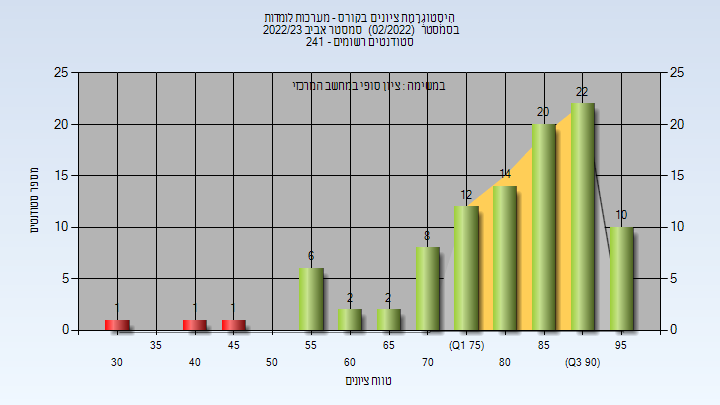 היסטוגרמת ציונים בקורס - מערכות לומדות
בסמסטר (02/2022) סמסטר אביב 2022/23
סטודנטים רשומים - 241
במשימה : ציון סופי במחשב המרכזי
25 25
20 20
15 15
10 10
5 5
0 0
מספר סטודנטים
1 1 1 6 2 2 8 12 14 20 22 10
35 45 55 65 (Q1 75) 85 95
30 40 50 60 70 80 (Q3 90)
טווח ציונים